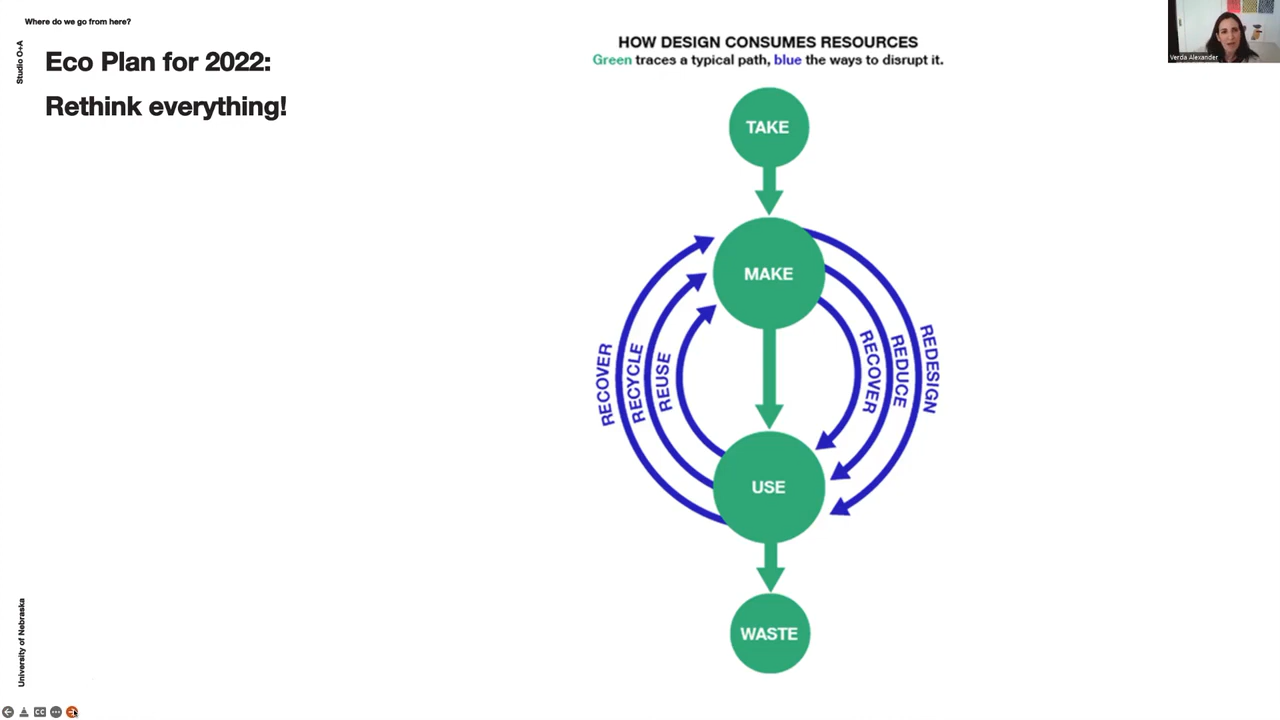 Where do we go from here?
Studio O+A
Eco Plan for 2022:
Rethink everything!
HOW DESIGN CONSUMES RESOURCES
Green traces a typical path, blue the ways to disrupt it.
TAKE
MAKE
RECOVER
RECYCLE
REUSE
RECOVER
REDUCE
REDESIGN
USE
WASTE
University of Nebraska
Verda Alexander
CC